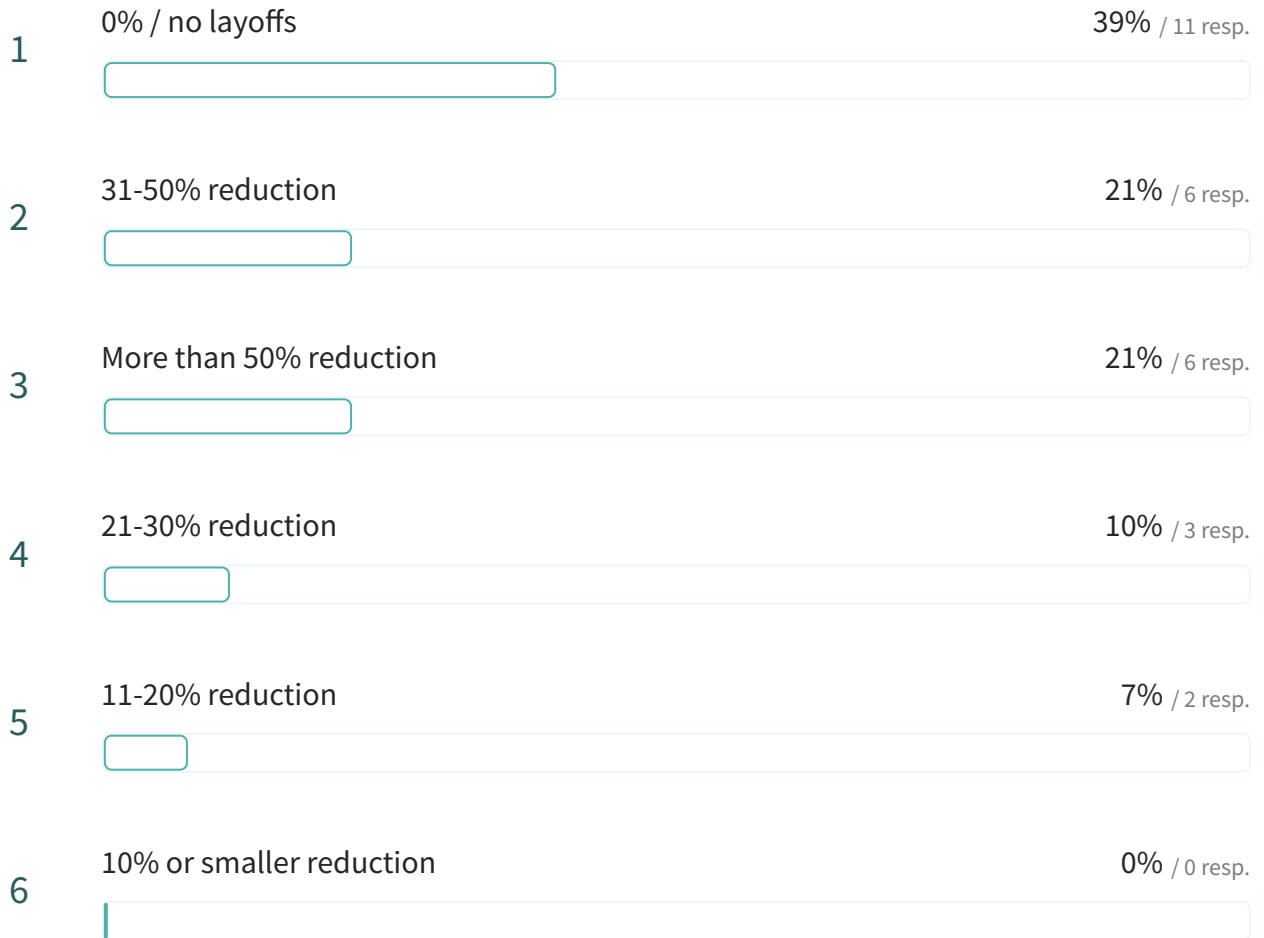 0% / no layoffs 39% / 11 resp.
1
31-50% reduction 21% / 6 resp.
2
More than 50% reduction 21% / 6 resp.
3
21-30% reduction 10% / 3 resp.
4
11-20% reduction 7% / 2 resp.
5
10% or smaller reduction 0% / 0 resp.
6